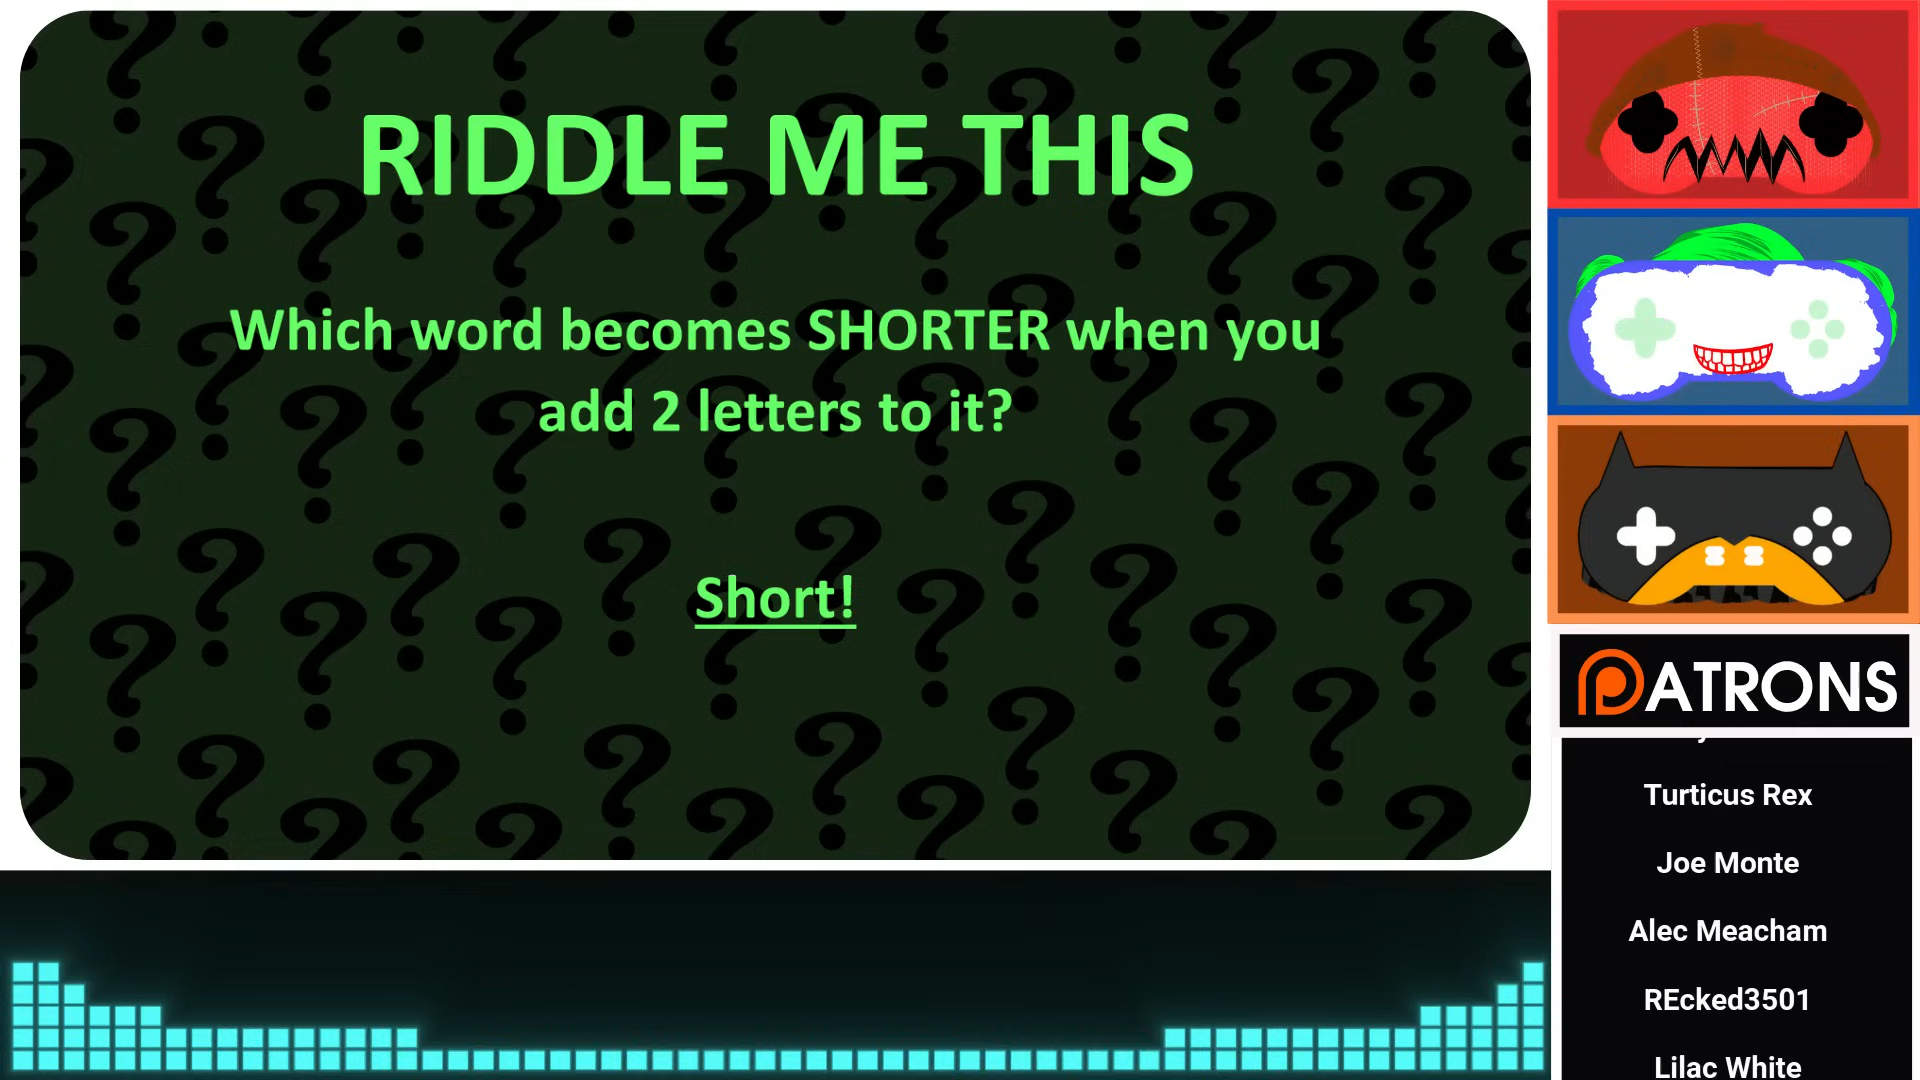 RIDDLE ME THIS
Which word becomes SHORTER when you
add 2 letters to it?
Short!
PATRONS
Turticus Rex
Joe Monte
Alec Meacham
REcked3501
Lilac White